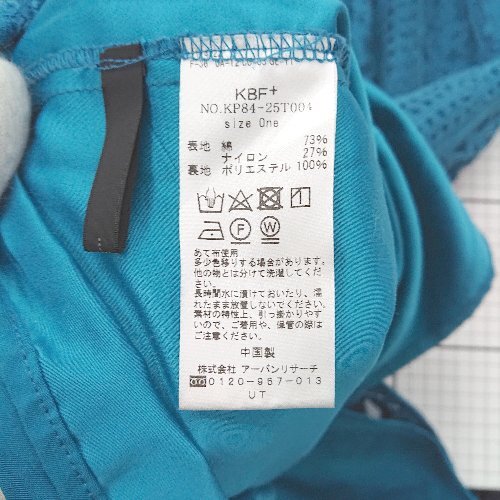 KBF+
NO.KP84-25T004
size One
表地 綿 73%
ナイロン 27%
裏地 ポリエステル 100%
F
W
あて布使用
多少色移りする場合があります。
他の物とは分けて洗濯してくだ
さい。
長時間水に漬けておいたり、濡
れたまま放置しないでください。
素材の特性上、引っ掛かりやす
いので、ご着用や、保管の際は
ご注意ください。
中国製
株式会社 アーバンリサーチ
0120-967-013
UT